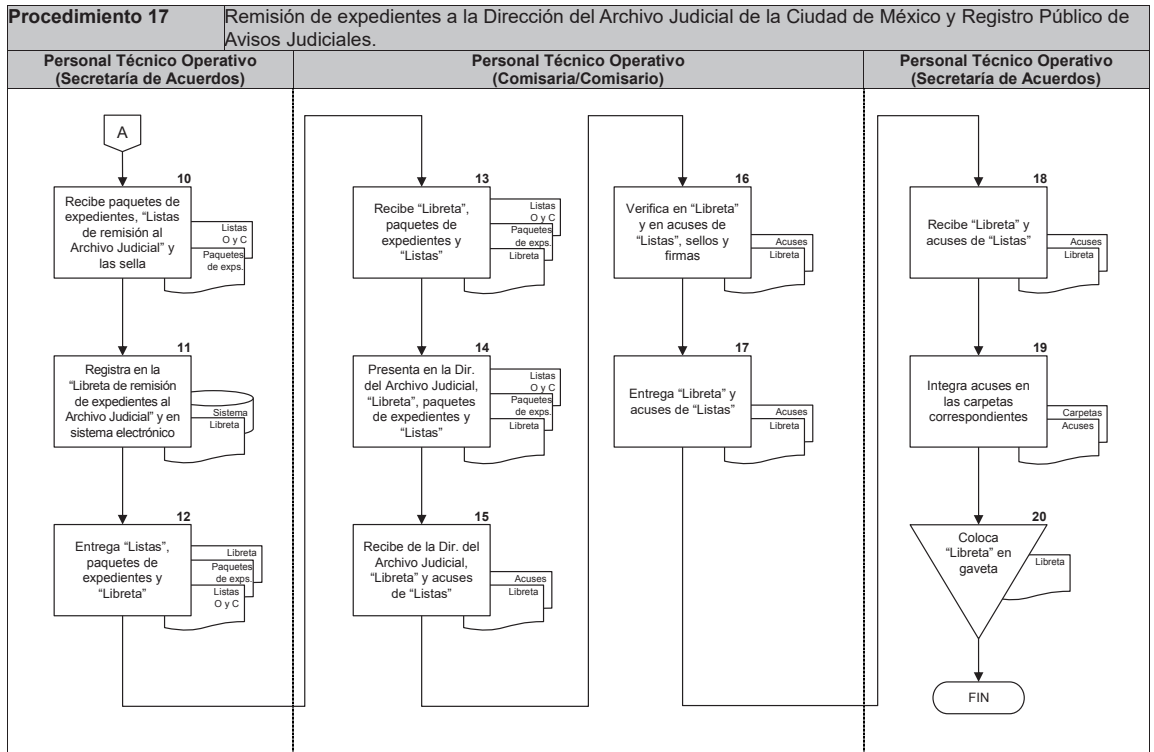 Procedimiento 17
Remisión de expedientes a la Dirección del Archivo Judicial de la Ciudad de México y Registro Público de
Avisos Judiciales.
Personal Técnico Operativo
(Secretaría de Acuerdos)
Personal Técnico Operativo
(Comisaria/Comisario)
Personal Técnico Operativo
(Secretaría de Acuerdos)
A
10
Recibe paquetes de
expedientes, “Listas
de remisión al
Archivo Judicial” y
las sella
Listas
O y C
Paquetes
de exps.
11
Registra en la
“Libreta de remisión
de expedientes al
Archivo Judicial” y en
sistema electrónico
Sistema
Libreta
12
Entrega “Listas”,
paquetes de
expedientes y
“Libreta”
Libreta
Paquetes
de exps.
Listas
O y C
13
Recibe “Libreta”,
paquetes de
expedientes y
“Listas”
Listas
O y C
Paquetes
de exps.
Libreta
14
Presenta en la Dir.
del Archivo Judicial,
“Libreta”, paquetes
de expedientes y
“Listas”
Listas
O y C
Paquetes
de exps.
Libreta
15
Recibe de la Dir. del
Archivo Judicial,
“Libreta” y acuses
de “Listas”
Acuses
Libreta
16
Verifica en “Libreta”
y en acuses de
“Listas”, sellos y
firmas
Acuses
Libreta
17
Entrega “Libreta” y
acuses de “Listas”
Acuses
Libreta
18
Recibe “Libreta” y
acuses de “Listas”
Acuses
Libreta
19
Integra acuses en
las carpetas
correspondientes
Carpetas
Acuses
20
Coloca
“Libreta” en
gaveta
Libreta
FIN